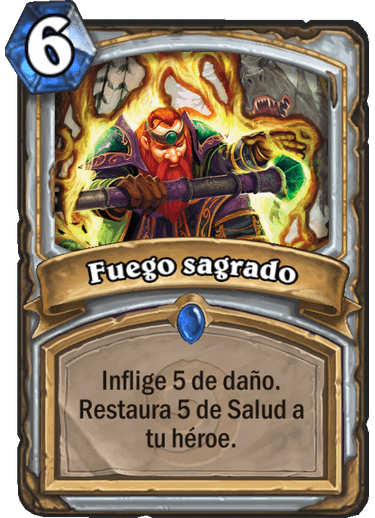 6
Fuego sagrado
Inflige 5 de daño.
Restaura 5 de Salud a
tu héroe.